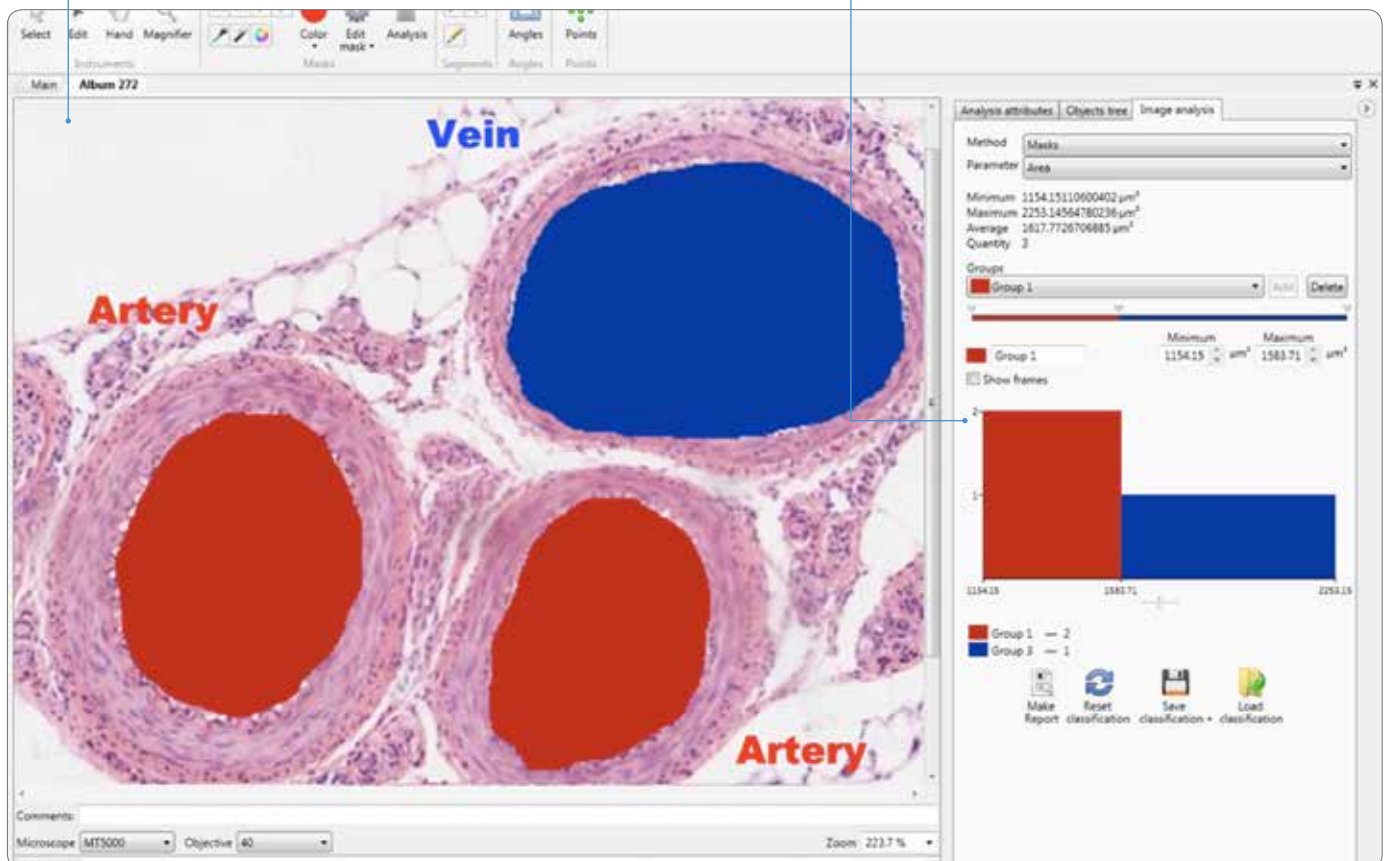 Select Edit Hand Magnifier Color Edit mask Analysis Angles Points
Instruments Masks Segments Angles Points
Main Album 272
Vein
Artery
Artery
Comments:
Microscope MT5000 Objective 40 Zoom 223.7 %
Analysis attributes Objects tree Image analysis
Method Masks
Parameter Area
Minimum 1154.15110600402 µm²
Maximum 2253.14564780236 µm²
Average 1617.7726706885 µm²
Quantity 3
Groups
Group 1 Add Delete
Minimum Maximum
Group 1 1154.15 µm² 1583.71 µm²
Show frames
2
1
1154.15 1583.71 2253.15
Group 1 — 2
Group 3 — 1
Make Report Reset classification Save classification Load classification